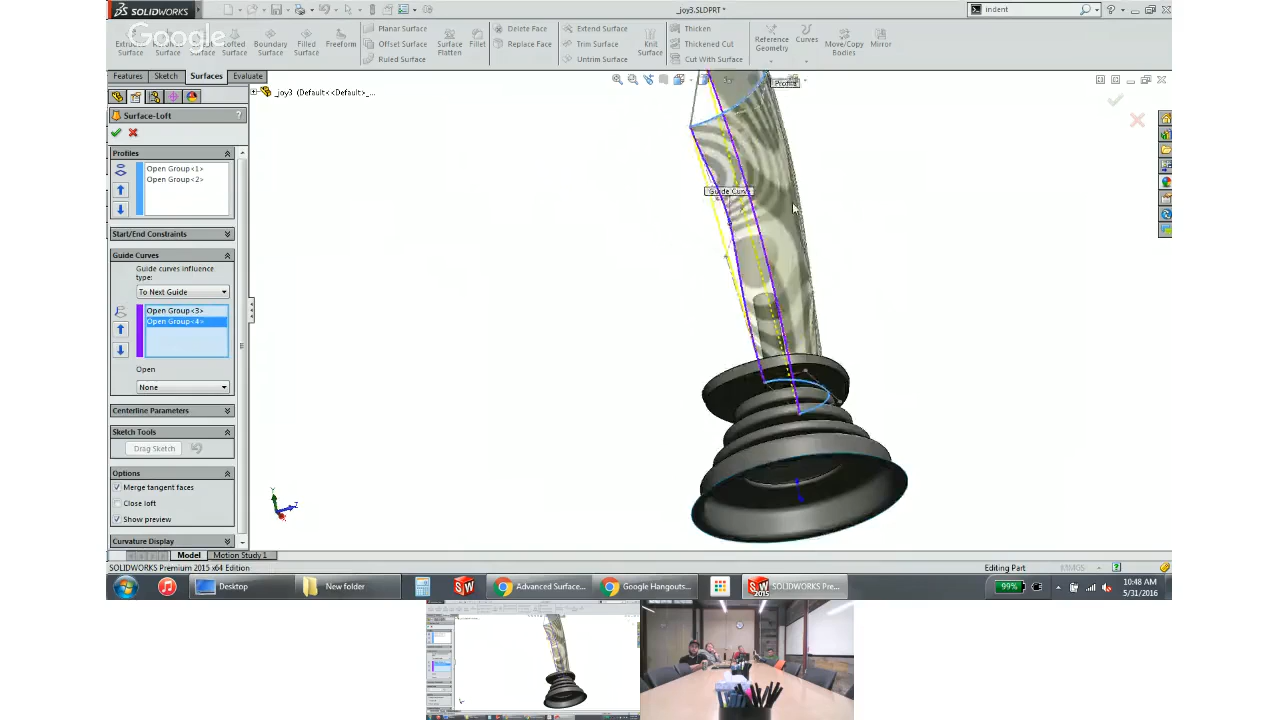 SOLIDWORKS
_joy3.SLDPRT *
indent
Google
Lofted Surface
Boundary Surface
Filled Surface
Freeform
Planar Surface
Offset Surface
Ruled Surface
Surface Flatten
Fillet
Delete Face
Replace Face
Extend Surface
Trim Surface
Untrim Surface
Knit Surface
Thicken
Thickened Cut
Cut With Surface
Reference Geometry
Curves
Move/Copy Bodies
Mirror
Features
Sketch
Surfaces
Evaluate
_joy3 (Default<<Default>_...
Surface-Loft
?
Profiles
Open Group<1>
Open Group<2>
Start/End Constraints
Guide Curves
Guide curves influence type:
To Next Guide
Open Group<3>
Open Group<4>
Open
None
Centerline Parameters
Sketch Tools
Drag Sketch
Options
Merge tangent faces
Close loft
Show preview
Curvature Display
Profile
Guide Curve
Y
Z
Model
Motion Study 1
SOLIDWORKS Premium 2015 x64 Edition
Editing Part
MMGS
Desktop
New folder
Advanced Surface...
Google Hangouts...
SOLIDWORKS Pre...
99%
10:48 AM
5/31/2016